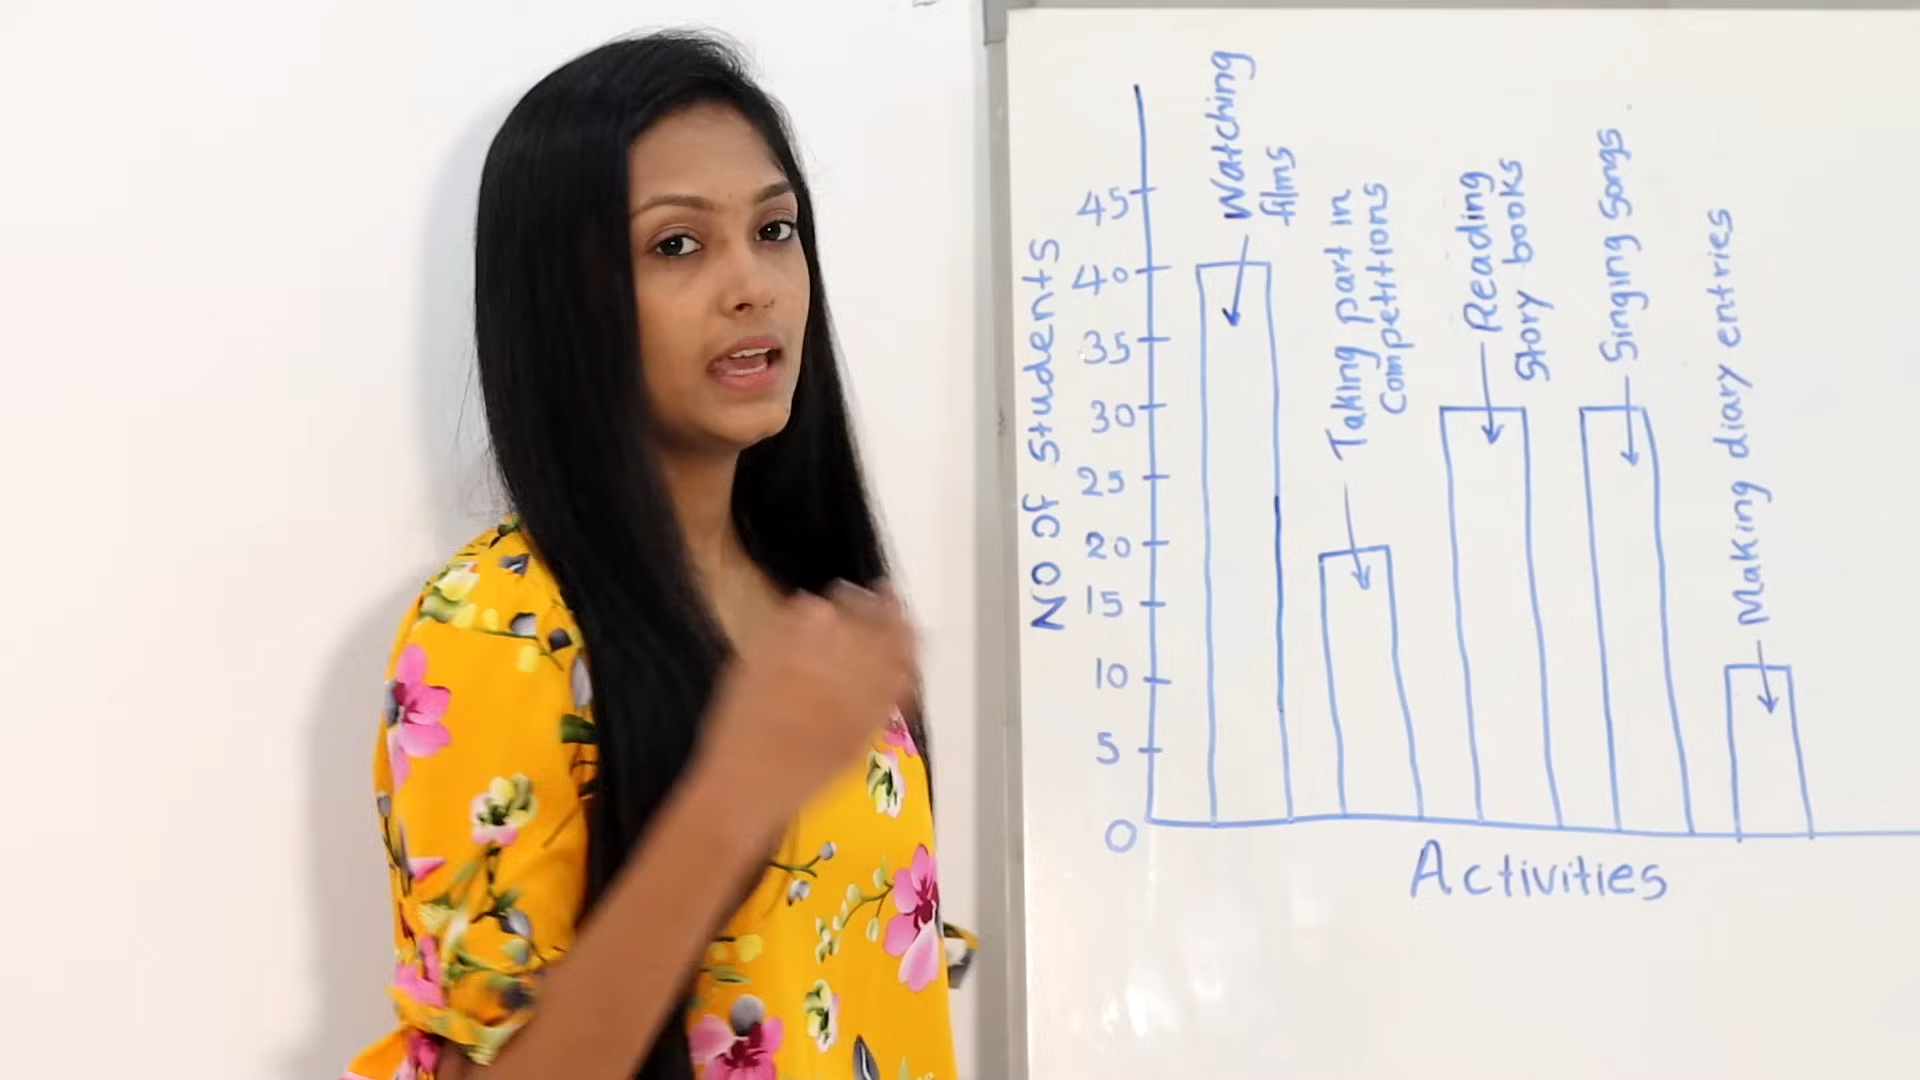 No of students
45
40
35
30
25
20
15
10
5
0
Watching
films
Taking part in
Competitions
Reading
Story books
Singing Songs.
Making diary entries
Activities